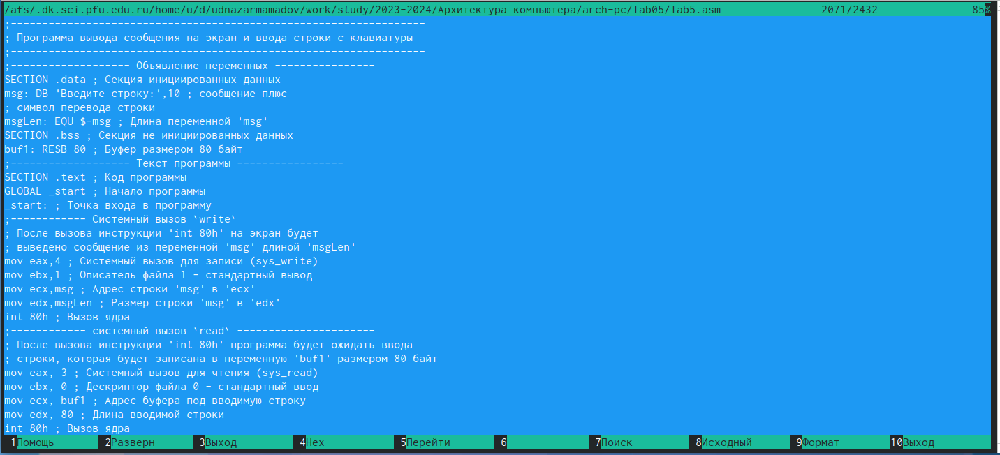 /afs/.dk.sci.pfu.edu.ru/home/u/d/udnazarmamadov/work/study/2023-2024/Архитектура компьютера/arch-pc/lab05/lab5.asm 2071/2432 85%
;------------------------------------------------------------------
; Программа вывода сообщения на экран и ввода строки с клавиатуры
;------------------------------------------------------------------
;------------------- Объявление переменных ----------------
SECTION .data ; Секция инициированных данных
msg: DB 'Введите строку:',10 ; сообщение плюс
; символ перевода строки
msgLen: EQU $-msg ; Длина переменной 'msg'
SECTION .bss ; Секция не инициированных данных
buf1: RESB 80 ; Буфер размером 80 байт
;------------------- Текст программы -----------------
SECTION .text ; Код программы
GLOBAL _start ; Начало программы
_start: ; Точка входа в программу
;------------ Системный вызов `write`
; После вызова инструкции 'int 80h' на экран будет
; выведено сообщение из переменной 'msg' длиной 'msgLen'
mov eax,4 ; Системный вызов для записи (sys_write)
mov ebx,1 ; Описатель файла 1 - стандартный вывод
mov ecx,msg ; Адрес строки 'msg' в 'ecx'
mov edx,msgLen ; Размер строки 'msg' в 'edx'
int 80h ; Вызов ядра
;------------ системный вызов `read` ----------------------
; После вызова инструкции 'int 80h' программа будет ожидать ввода
; строки, которая будет записана в переменную 'buf1' размером 80 байт
mov eax, 3 ; Системный вызов для чтения (sys_read)
mov ebx, 0 ; Дескриптор файла 0 - стандартный ввод
mov ecx, buf1 ; Адрес буфера под вводимую строку
mov edx, 80 ; Длина вводимой строки
int 80h ; Вызов ядра
1Помощь 2Разверн 3Выход 4Hex 5Перейти 6 7Поиск 8Исходный 9Формат 10Выход